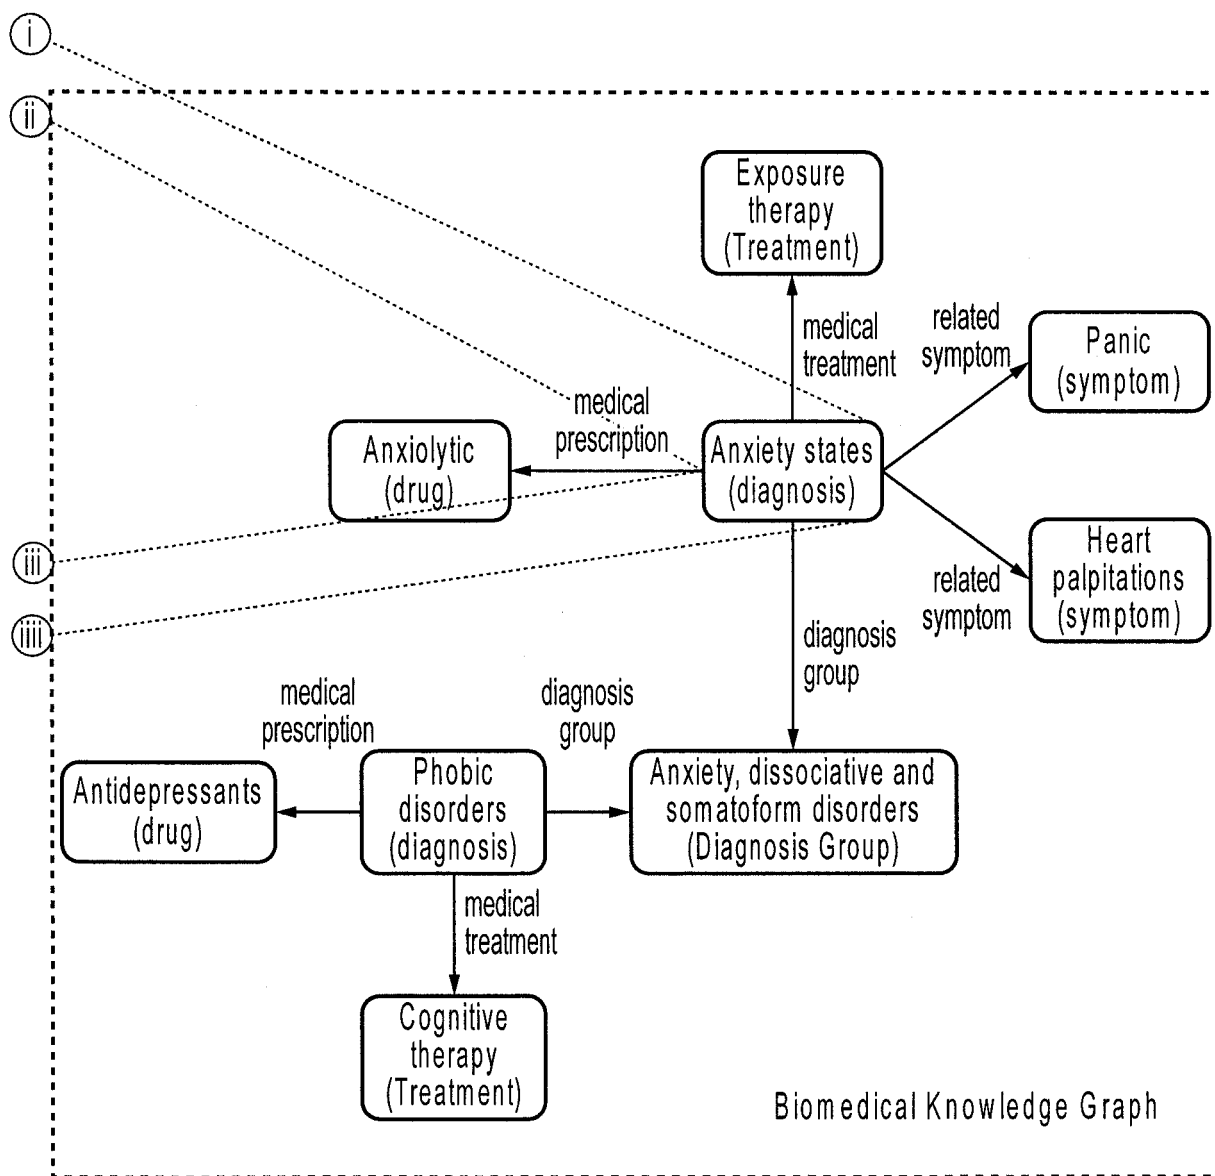 i
ii
Exposure
therapy
(Treatment)
medical
treatment
related
symptom
Panic
(symptom)
medical
prescription
Anxiolytic
(drug)
Anxiety states
(diagnosis)
iii
iiii
Heart
palpitations
(symptom)
related
symptom
diagnosis
group
medical
prescription
diagnosis
group
Antidepressants
(drug)
Phobic
disorders
(diagnosis)
Anxiety, dissociative and
somatoform disorders
(Diagnosis Group)
medical
treatment
Cognitive
therapy
(Treatment)
Biomedical Knowledge Graph